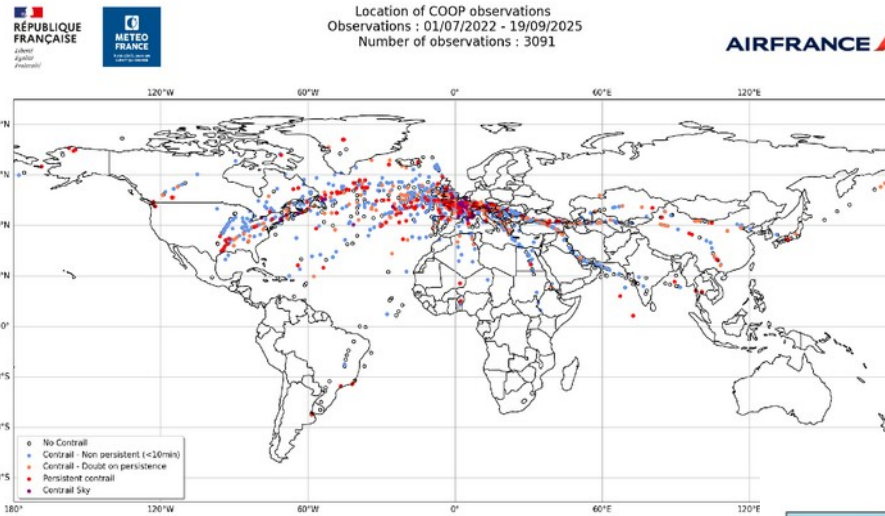 RÉPUBLIQUE
FRANÇAISE
Liberté
Égalité
Fraternité
METEO
FRANCE
Location of COOP observations
Observations : 01/07/2022 - 19/09/2025
Number of observations : 3091
AIRFRANCE
120°W 60°W 0° 60°E 120°E
°N
°N
°N
°N
0°
°S
°S
°S
No Contrail
Contrail - Non persistent (<10min)
Contrail - Doubt on persistence
Persistent contrail
Contrail Sky
180° 120°W 60°W 0° 60°E 120°E